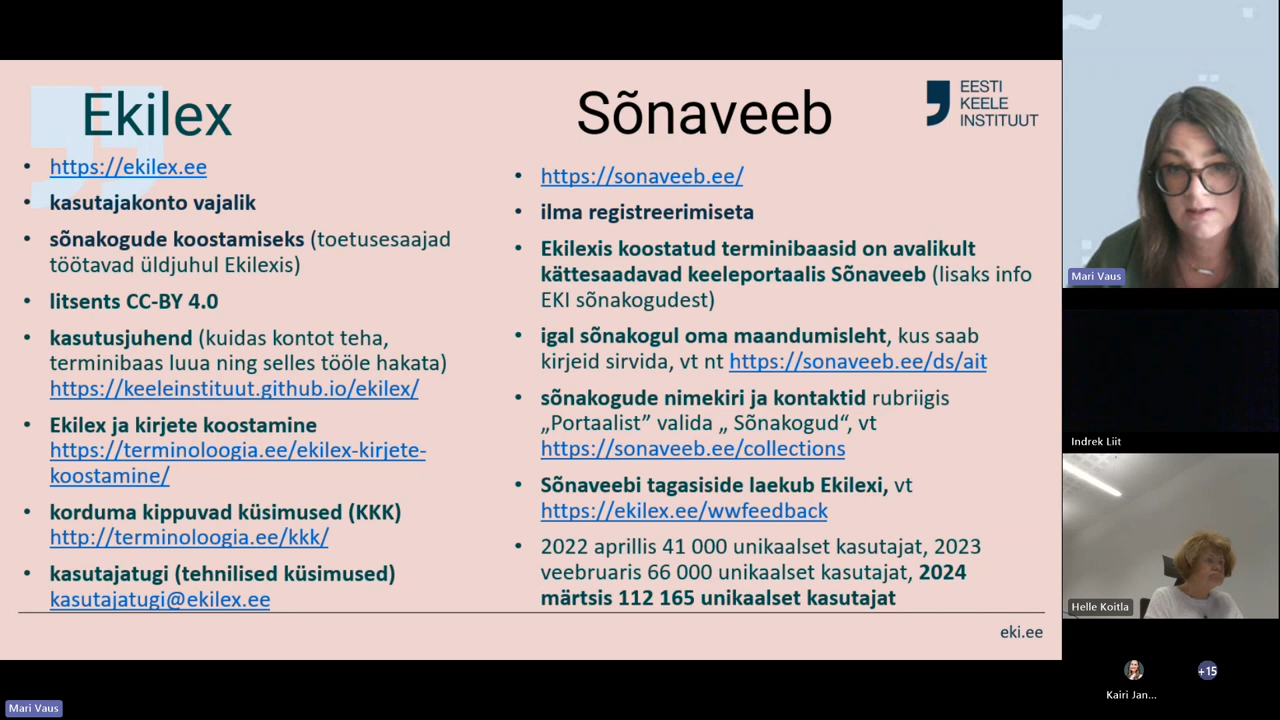 Ekilex
https://ekilex.ee
kasutajakonto vajalik
sõnakogude koostamiseks (toetusesaajad
töötavad üldjuhul Ekilexis)
litsents CC-BY 4.0
kasutusjuhend (kuidas kontot teha,
terminibaas luua ning selles tööle hakata)
https://keeleinstituut.github.io/ekilex/
Ekilex ja kirjete koostamine
https://terminoloogia.ee/ekilex-kirjete-
koostamine/
korduma kippuvad küsimused (KKK)
http://terminoloogia.ee/kkk/
kasutajatugi (tehnilised küsimused)
kasutajatugi@ekilex.ee
Sõnaveeb
EESTI
KEELE
INSTITUUT
https://sonaveeb.ee/
ilma registreerimiseta
Ekilexis koostatud terminibaasid on avalikult
kättesaadavad keeleportaalis Sõnaveeb (lisaks info
EKI sõnakogudest)
igal sõnakogul oma maandumisleht, kus saab
kirjeid sirvida, vt nt https://sonaveeb.ee/ds/ait
sõnakogude nimekiri ja kontaktid rubriigis
„Portaalist” valida „ Sõnakogud“, vt
https://sonaveeb.ee/collections
Sõnaveebi tagasiside laekub Ekilexi, vt
https://ekilex.ee/wwfeedback
2022 aprillis 41 000 unikaalset kasutajat, 2023
veebruaris 66 000 unikaalset kasutajat, 2024
märtsis 112 165 unikaalset kasutajat
eki.ee
Mari Vaus
Indrek Liit
Helle Koitla
Kairi Jan...
+15
Mari Vaus